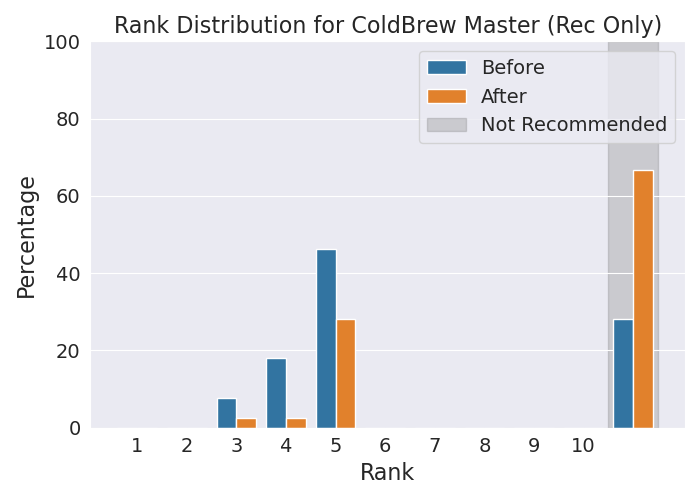 Rank Distribution for ColdBrew Master (Rec Only)
Before
After
Not Recommended
Percentage
100
80
60
40
20
0
1 2 3 4 5 6 7 8 9 10
Rank